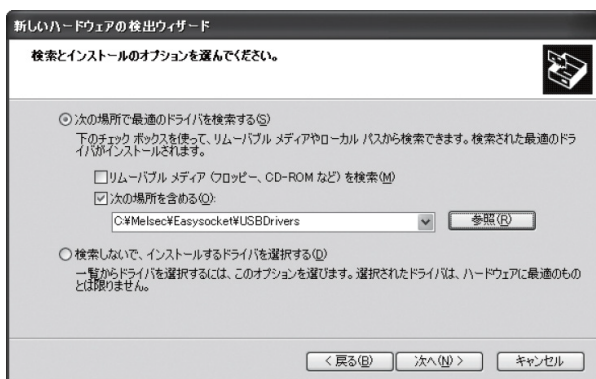 新しいハードウェアの検出ウィザード
検索とインストールのオプションを選んでください。
次の場所で最適のドライバを検索する(S)
下のチェック ボックスを使って、リムーバブル メディアやローカル パスから検索できます。検索された最適のドラ
イバがインストールされます。
リムーバブル メディア (フロッピー、CD-ROM など) を検索(M)
次の場所を含める(O):
C:¥Melsec¥Easysocket¥USBDrivers
参照(R)
検索しないで、インストールするドライバを選択する(D)
一覧からドライバを選択するには、このオプションを選びます。選択されたドライバは、ハードウェアに最適のもの
とは限りません。
< 戻る(B)
次へ(N) >
キャンセル